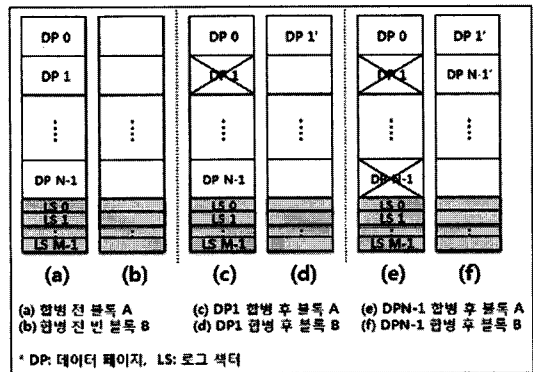 DP 0 DP 0 DP 1' DP 0 DP 1'
DP 1 DP 1 DP 1 DP N-1'
DP N-1 DP N-1 DP N-1
LS 0 LS 0 LS 0
LS 1 LS 1 LS 1
LS M-1 LS M-1 LS M-1
(a) (b) (c) (d) (e) (f)
(a) 합병 전 블록 A (c) DP1 합병 후 블록 A (e) DPN-1 합병 후 블록 A
(b) 합병 전 빈 블록 B (d) DP1 합병 후 블록 B (f) DPN-1 합병 후 블록 B
* DP: 데이터 페이지, LS: 로그 섹터